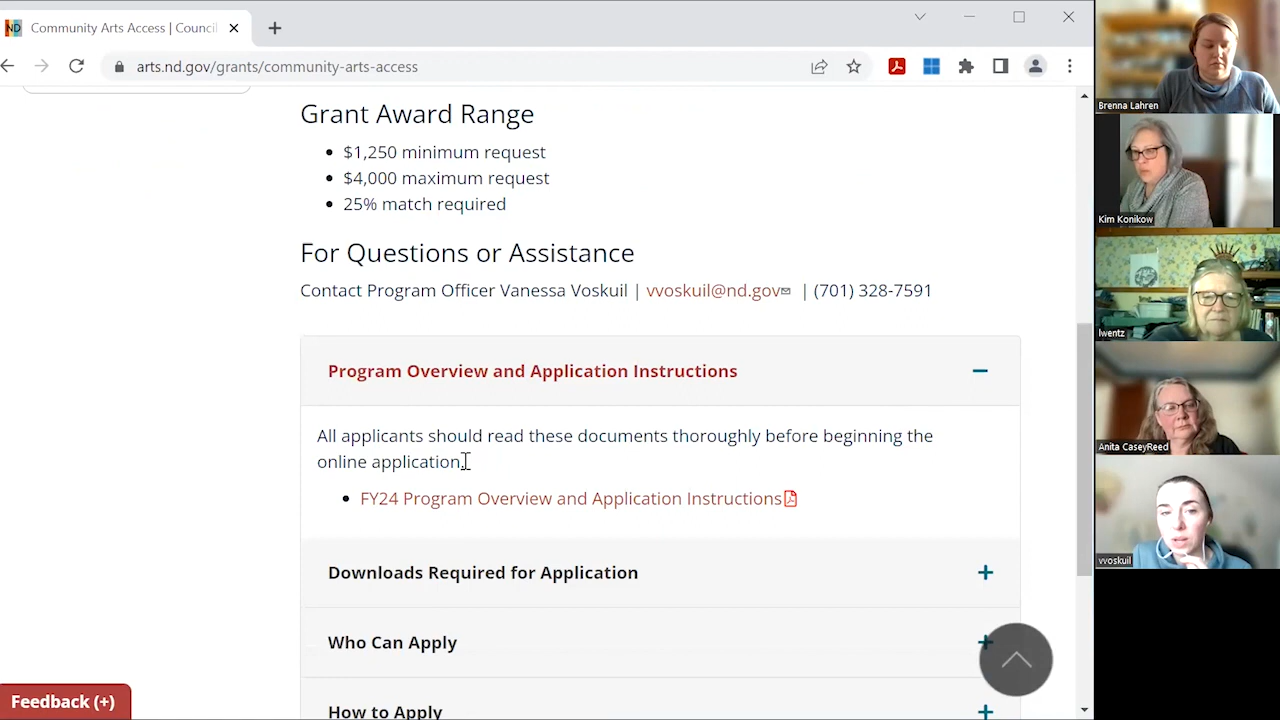 ND Community Arts Access | Council
arts.nd.gov/grants/community-arts-access
Grant Award Range
$1,250 minimum request
$4,000 maximum request
25% match required
For Questions or Assistance
Contact Program Officer Vanessa Voskuil | vvoskuil@nd.gov | (701) 328-7591
Program Overview and Application Instructions
All applicants should read these documents thoroughly before beginning the
online application.
FY24 Program Overview and Application Instructions
Downloads Required for Application
Who Can Apply
How to Apply
Feedback (+)
Brenna Lahren
Kim Konikow
lwentz
Anita CaseyReed
vvoskuil